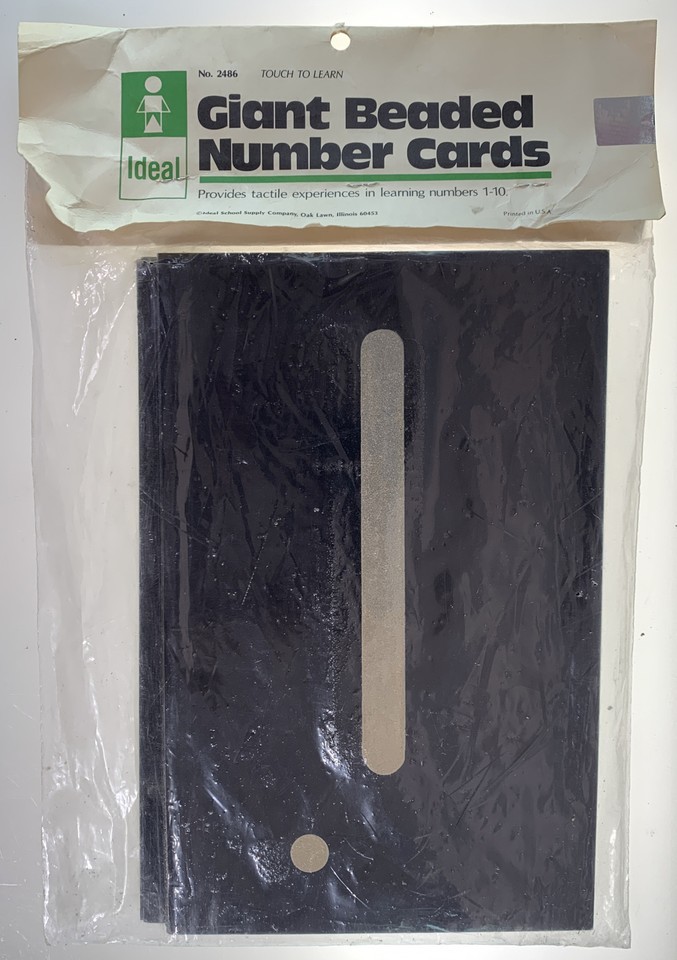 No. 2486 TOUCH TO LEARN
Giant Beaded
Number Cards
Ideal
Provides tactile experiences in learning numbers 1-10.
©Ideal School Supply Company, Oak Lawn, Illinois 60453
Printed in U.S.A.